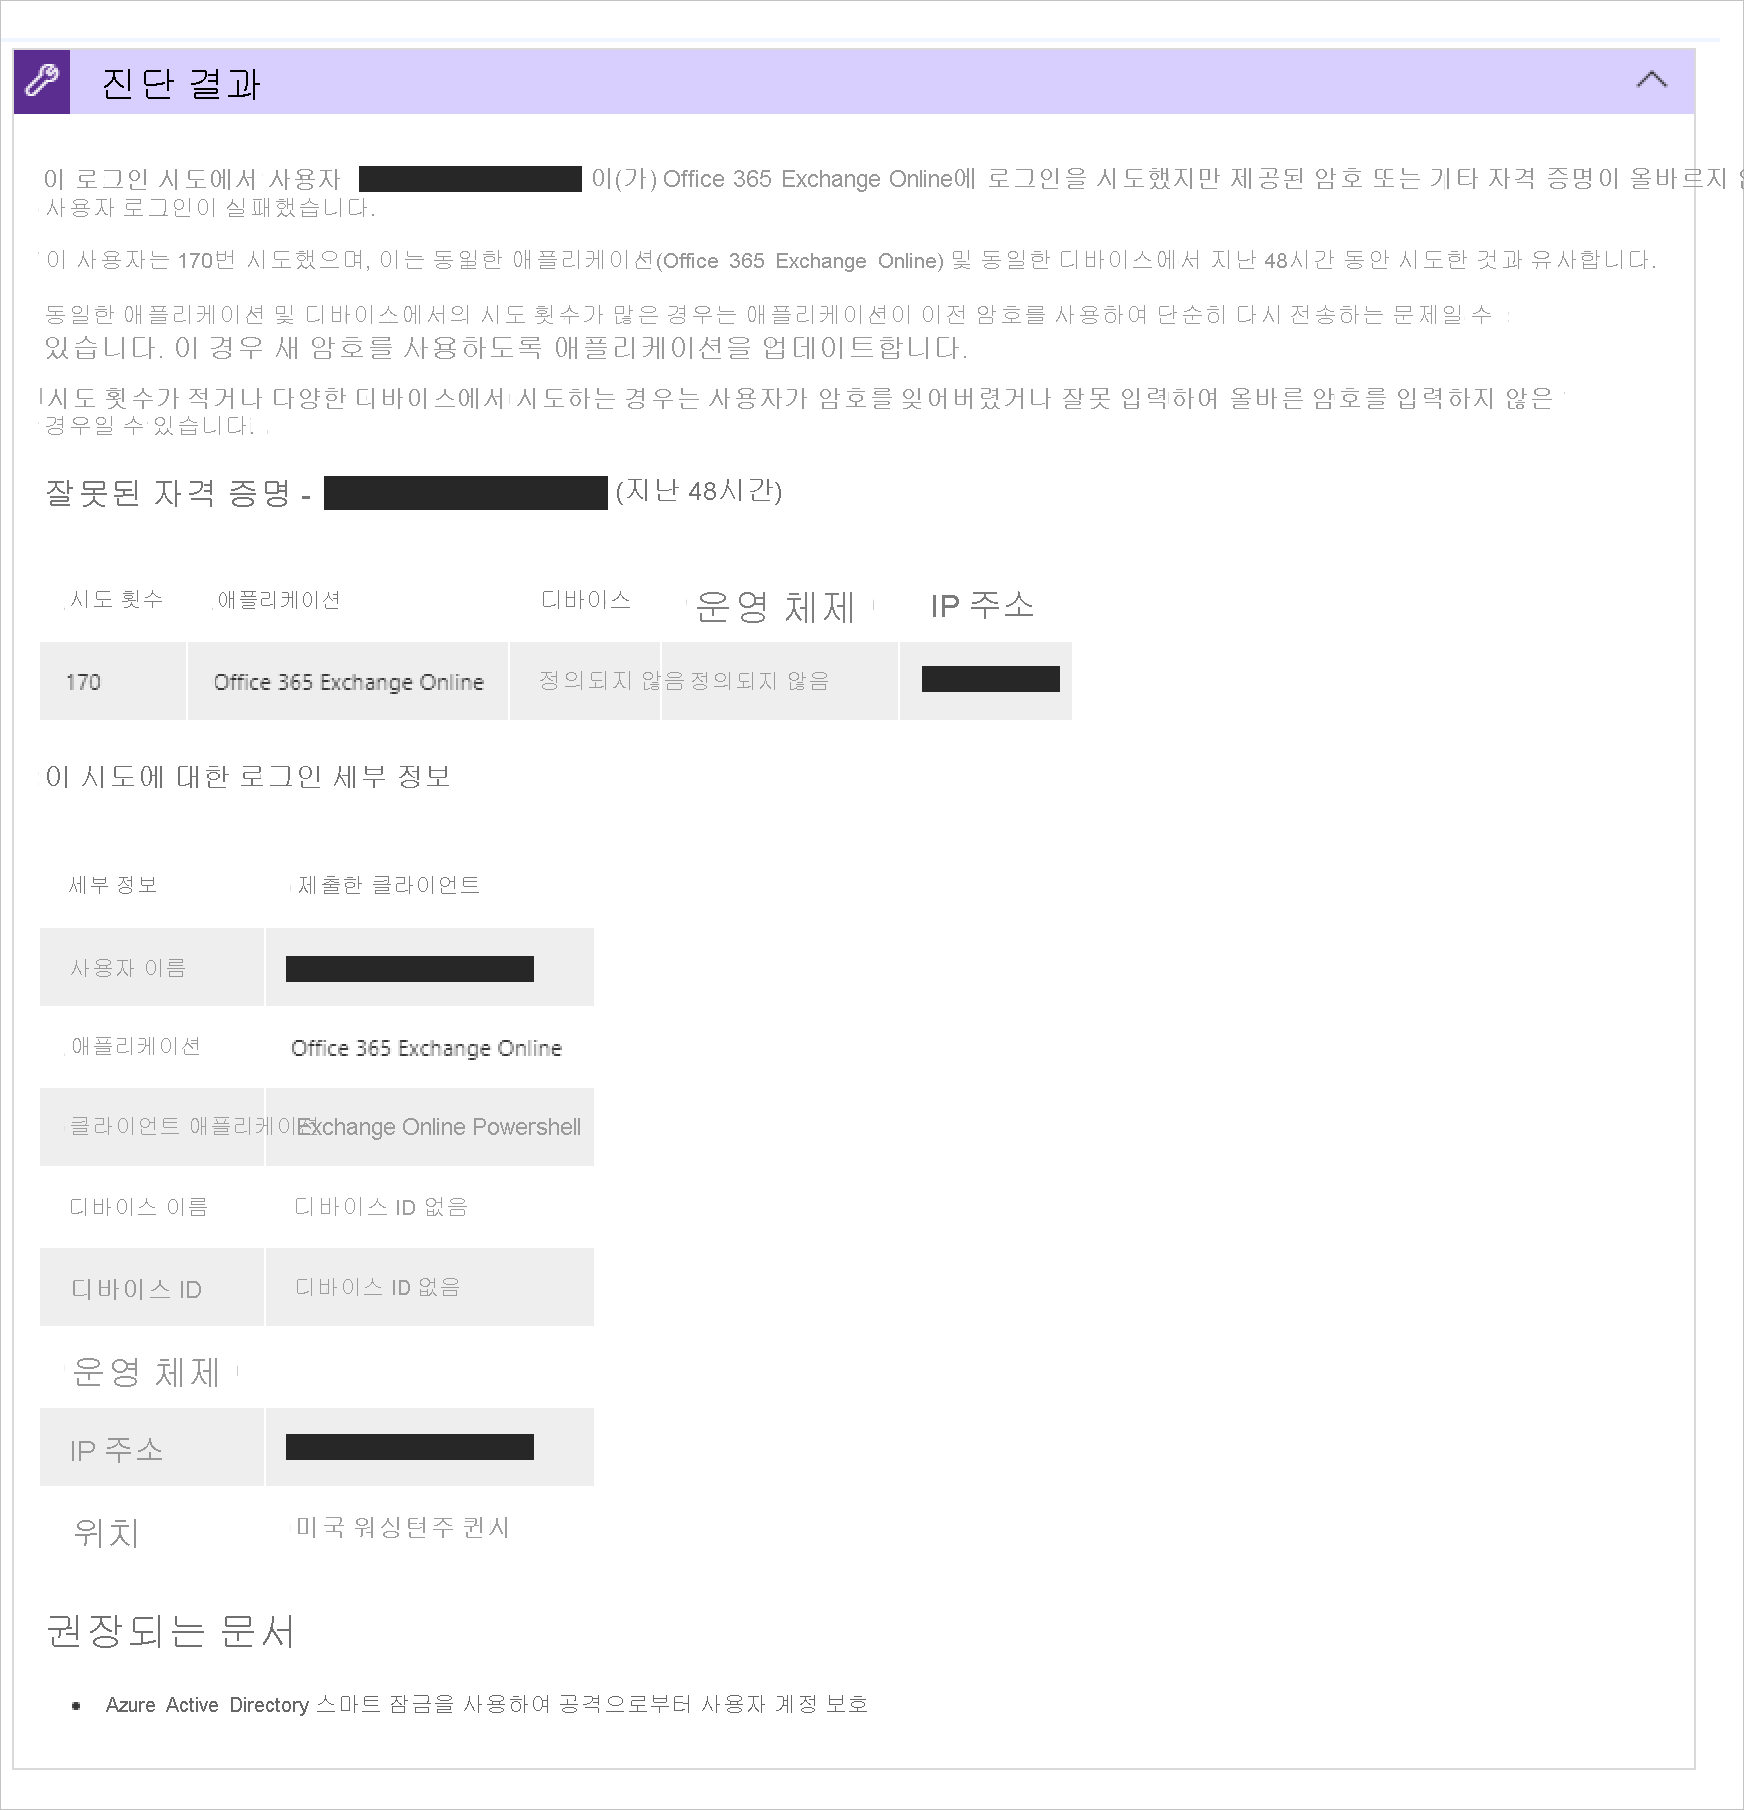 진단 결과
이 로그인 시도에서 사용자 이(가) Office 365 Exchange Online에 로그인을 시도했지만 제공된 암호 또는 기타 자격 증명이 올바르지
사용자 로그인이 실패했습니다.
이 사용자는 170번 시도했으며, 이는 동일한 애플리케이션(Office 365 Exchange Online) 및 동일한 디바이스에서 지난 48시간 동안 시도한 것과 유사합니다.
동일한 애플리케이션 및 디바이스에서의 시도 횟수가 많은 경우는 애플리케이션이 이전 암호를 사용하여 단순히 다시 전송하는 문제일 수
있습니다. 이 경우 새 암호를 사용하도록 애플리케이션을 업데이트합니다.
시도 횟수가 적거나 다양한 디바이스에서 시도하는 경우는 사용자가 암호를 잊어버렸거나 잘못 입력하여 올바른 암호를 입력하지 않은
경우일 수 있습니다.
잘못된 자격 증명 - (지난 48시간)
시도 횟수 애플리케이션 디바이스 운영 체제 IP 주소
170 Office 365 Exchange Online 정의되지 않음 정의되지 않음
이 시도에 대한 로그인 세부 정보
세부 정보 제출한 클라이언트
사용자 이름
애플리케이션 Office 365 Exchange Online
클라이언트 애플리케이션 Exchange Online Powershell
디바이스 이름 디바이스 ID 없음
디바이스 ID 디바이스 ID 없음
운영 체제
IP 주소
위치 미국 워싱턴주 퀸시
권장되는 문서
• Azure Active Directory 스마트 잠금을 사용하여 공격으로부터 사용자 계정 보호